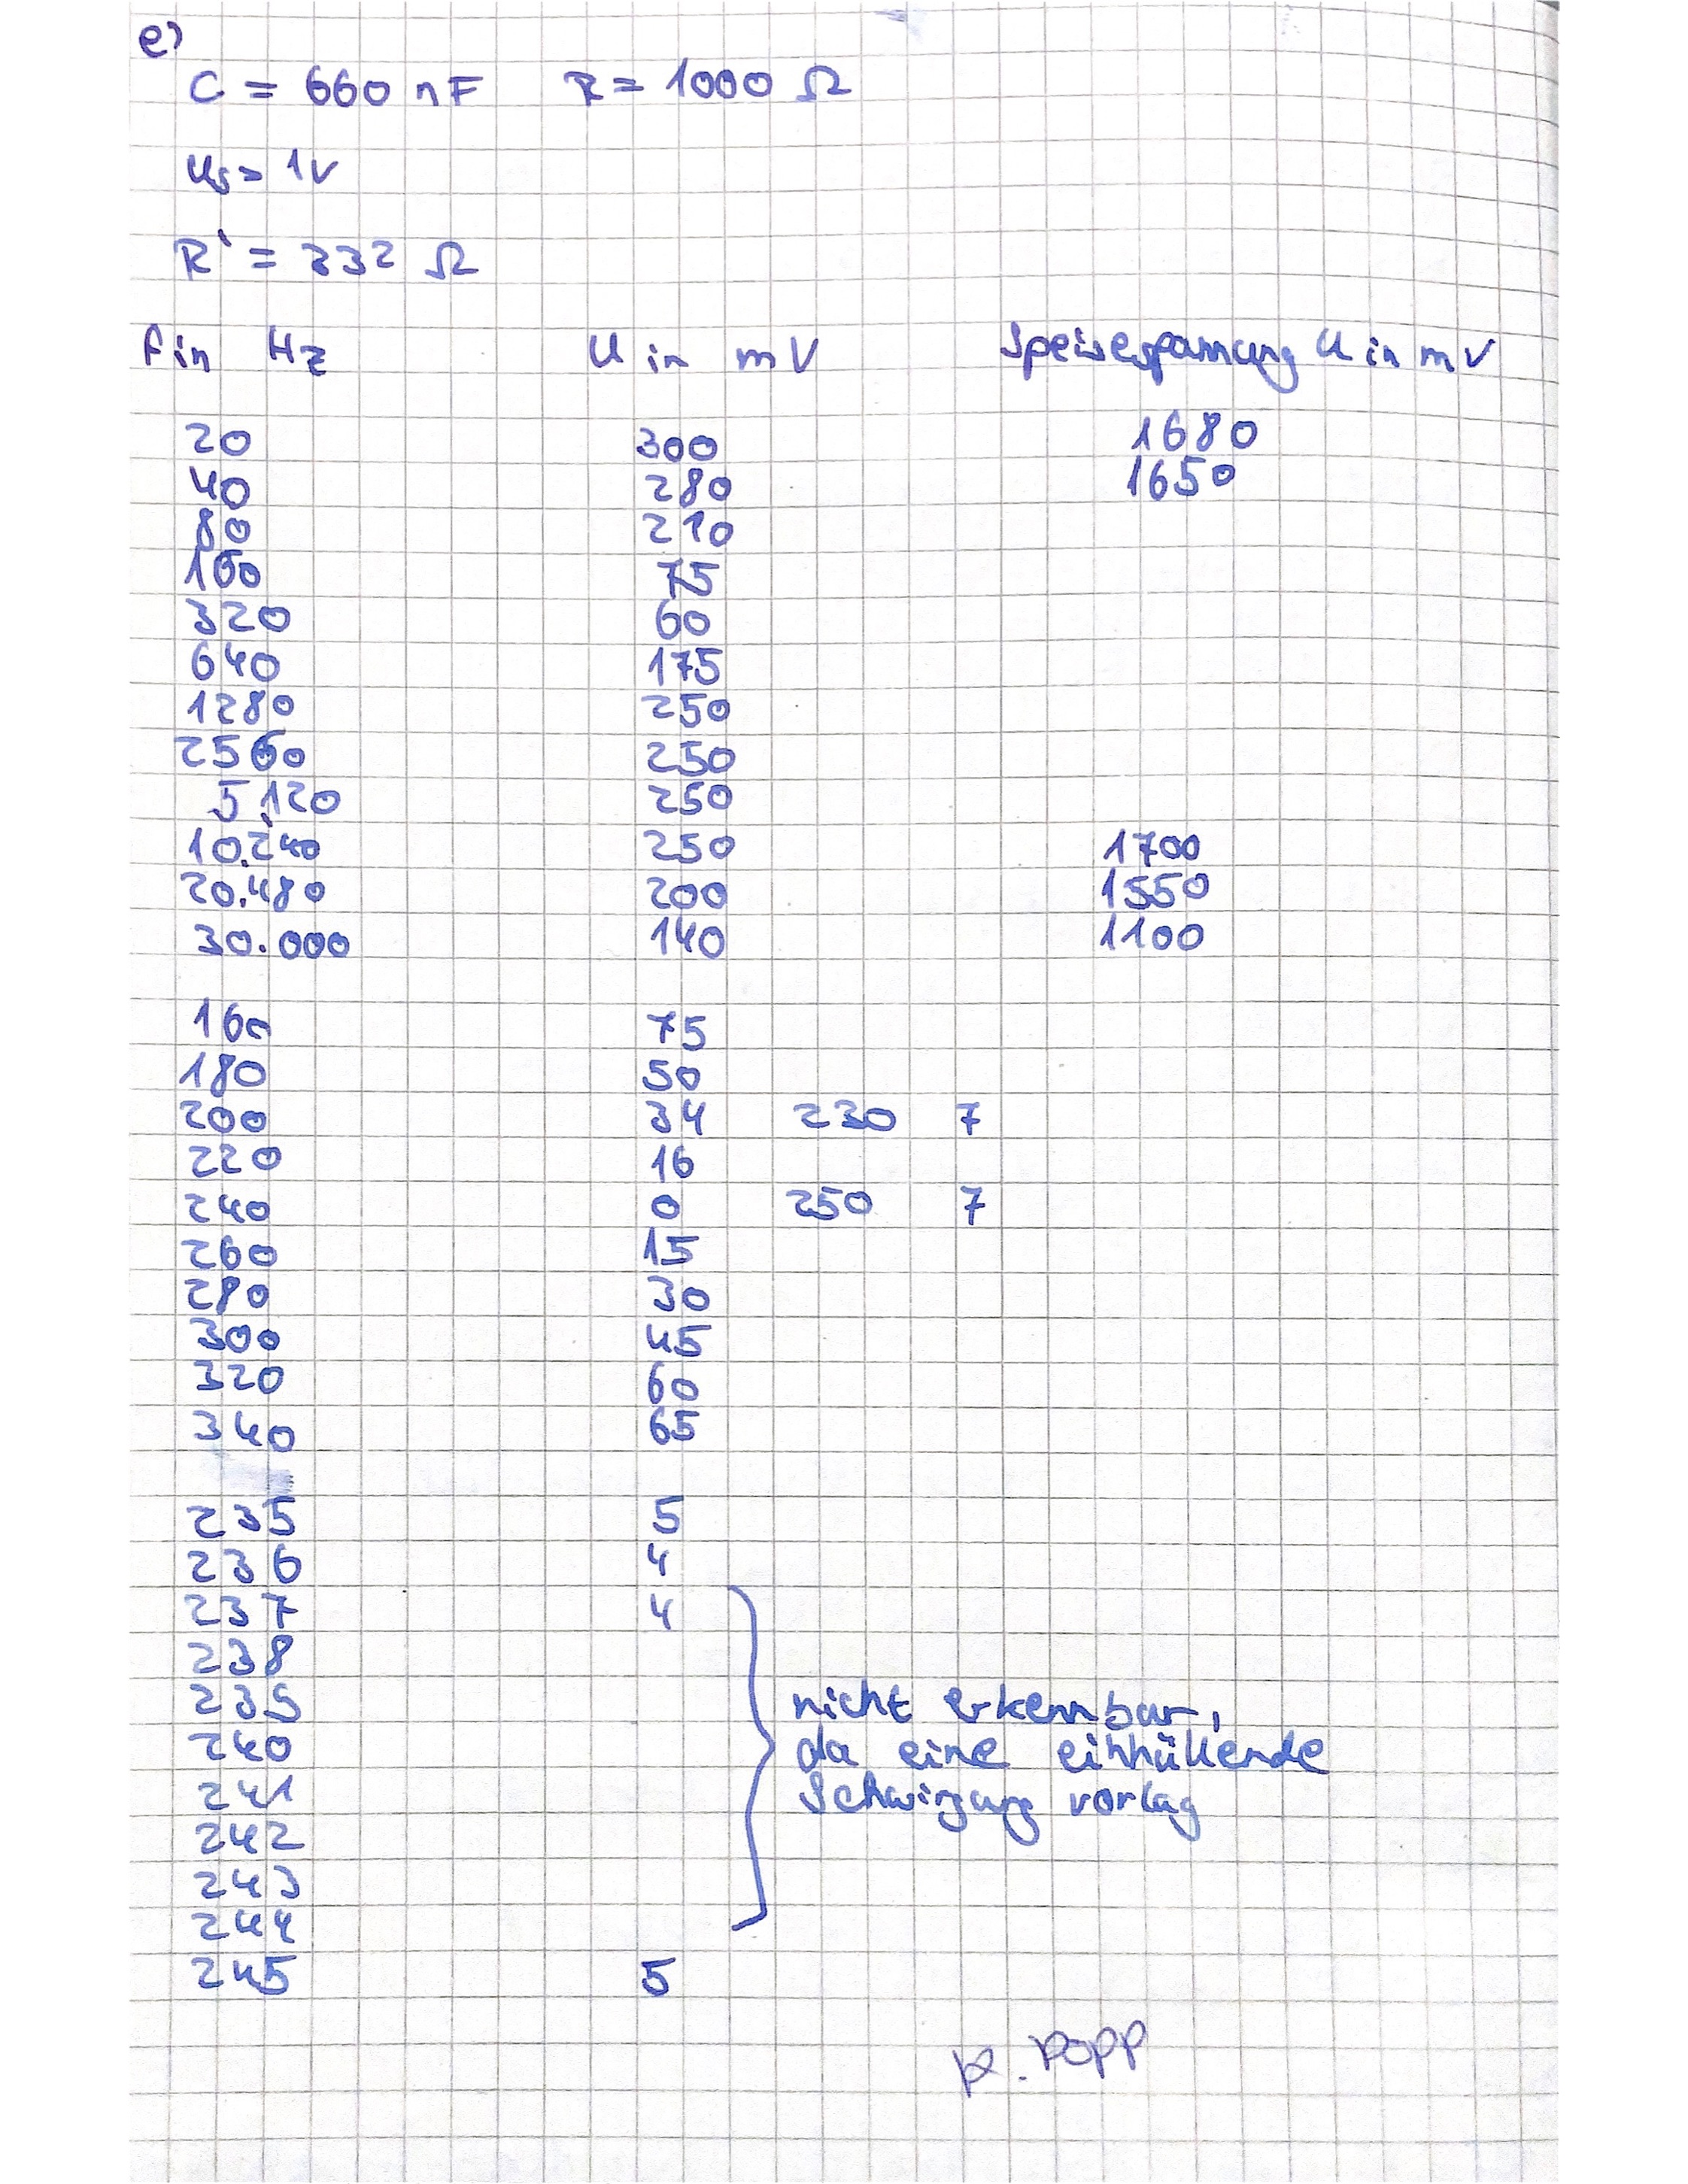 e)
C = 660 nF R = 1000 Ω
Us = 1V
R' = 332 Ω
f in Hz U in mV Speisespannung U in mV
20 300 1680
40 280 1650
80 210
160 75
320 60
640 175
1280 250
2560 250
5.120 250
10.240 250 1700
20.480 200 1550
30.000 140 1100
160 75
180 50
200 34 230 7
220 16
240 0 250 7
260 15
280 30
300 45
320 60
340 65
235 5
236 4
237 4
238
239 nicht erkennbar,
240 da eine einhüllende
241 Schwingung vorlag
242
243
244
245 5
K. Popp